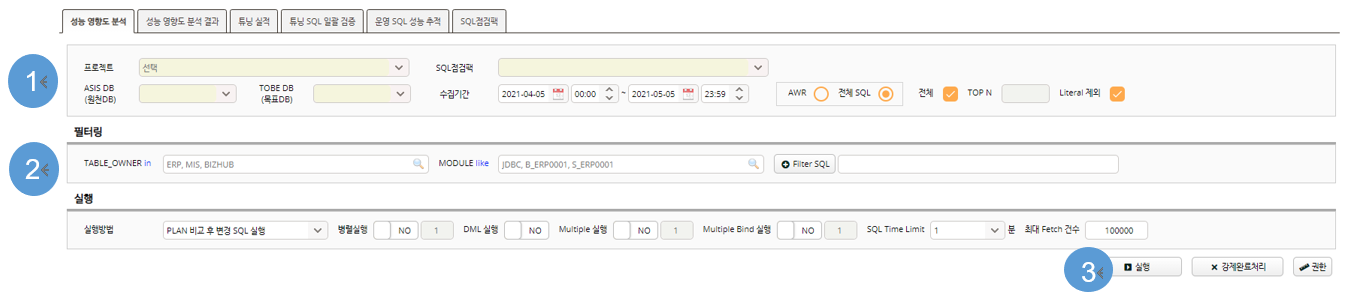 성능 영향도 분석 성능 영향도 분석 결과 튜닝 실적 튜닝 SQL 일괄 검증 운영 SQL 성능 추적 SQL점검팩
1
프로젝트 선택 SQL점검팩
ASIS DB (원천DB) TOBE DB (목표DB) 수집기간 2021-04-05 00:00 ~ 2021-05-05 23:59 AWR 전체 SQL 전체 TOP N Literal 제외
필터링
2
TABLE_OWNER in ERP, MIS, BIZHUB MODULE like JDBC, B_ERP0001, S_ERP0001 Filter SQL
실행
실행방법 PLAN 비교 후 변경 SQL 실행 병렬실행 NO 1 DML 실행 NO Multiple 실행 NO 1 Multiple Bind 실행 NO 1 SQL Time Limit 1 분 최대 Fetch 건수 100000
3 실행 강제완료처리 권한